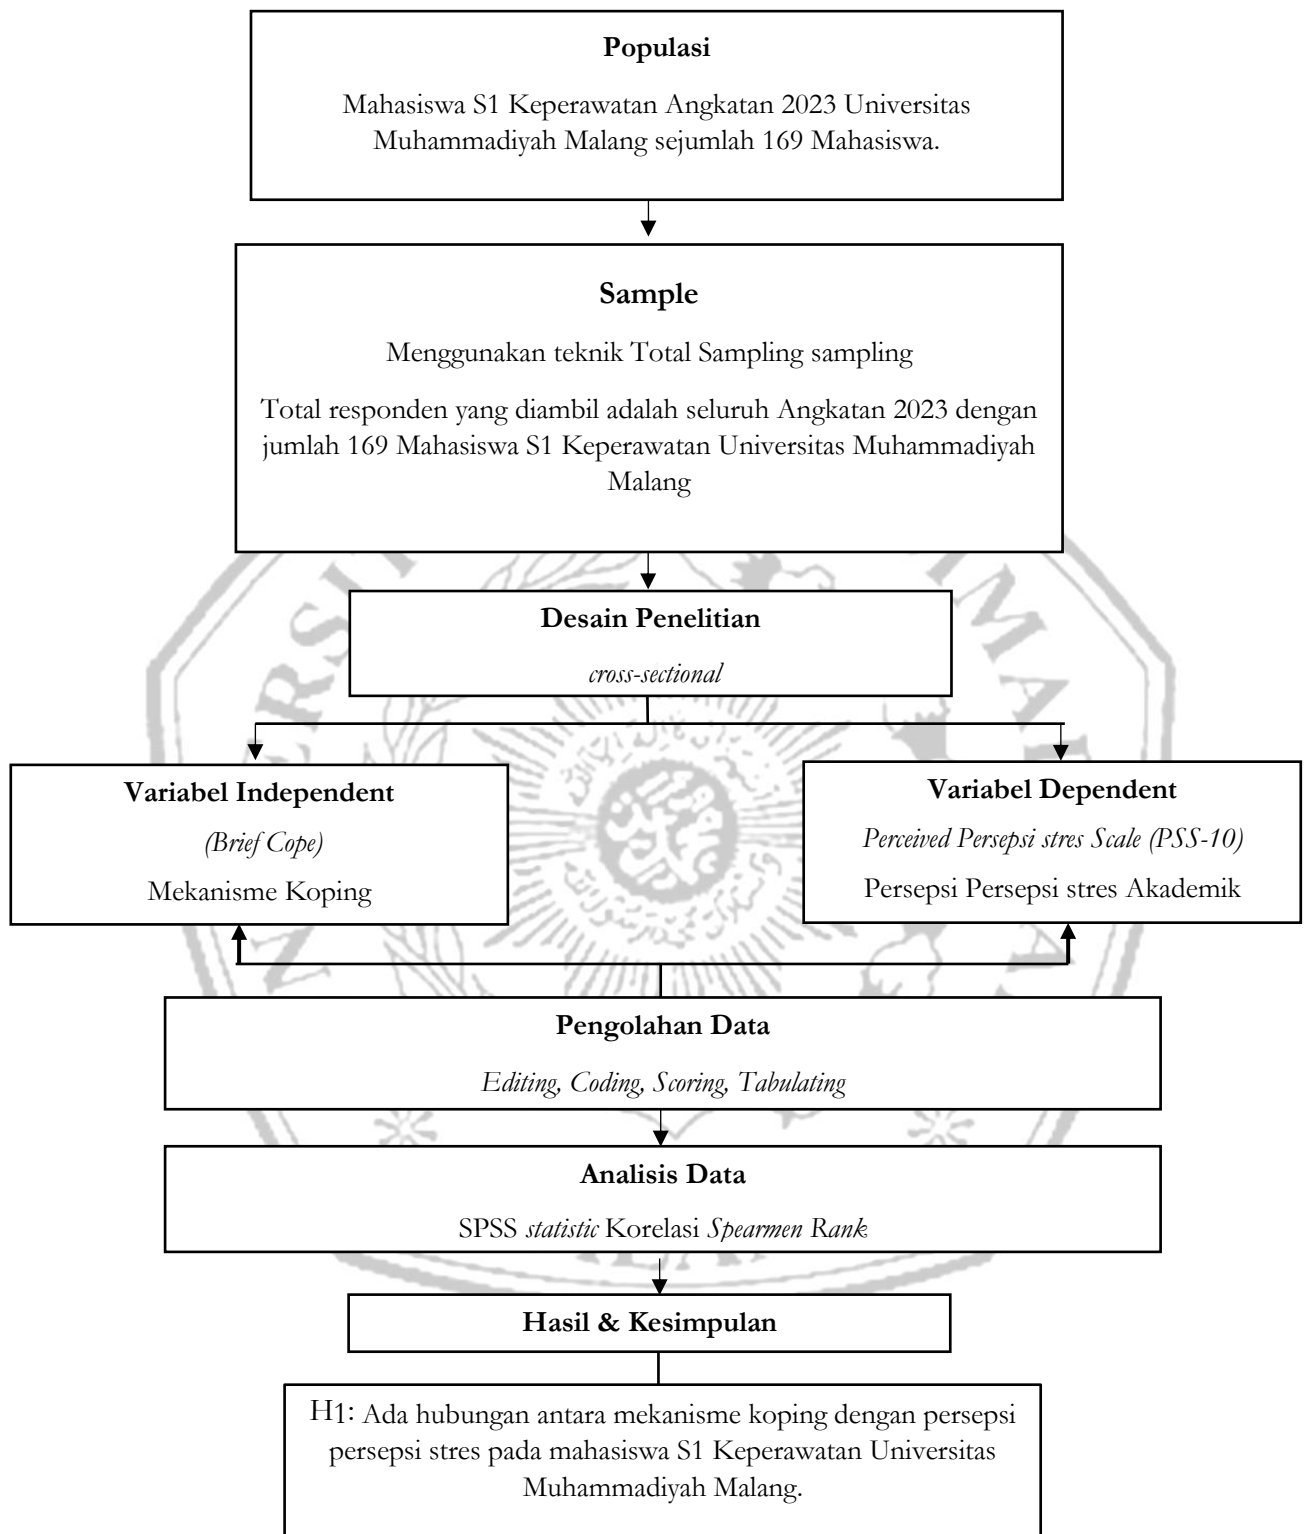 Populasi
Mahasiswa S1 Keperawatan Angkatan 2023 Universitas
Muhammadiyah Malang sejumlah 169 Mahasiswa.
Sample
Menggunakan teknik Total Sampling sampling
Total responden yang diambil adalah seluruh Angkatan 2023 dengan
jumlah 169 Mahasiswa S1 Keperawatan Universitas Muhammadiyah
Malang
Desain Penelitian
cross-sectional
Variabel Independent
(Brief Cope)
Mekanisme Koping
Variabel Dependent
Perceived Persepsi stres Scale (PSS-10)
Persepsi Persepsi stres Akademik
Pengolahan Data
Editing, Coding, Scoring, Tabulating
Analisis Data
SPSS statistic Korelasi Spearmen Rank
Hasil & Kesimpulan
H1: Ada hubungan antara mekanisme koping dengan persepsi
persepsi stres pada mahasiswa S1 Keperawatan Universitas
Muhammadiyah Malang.